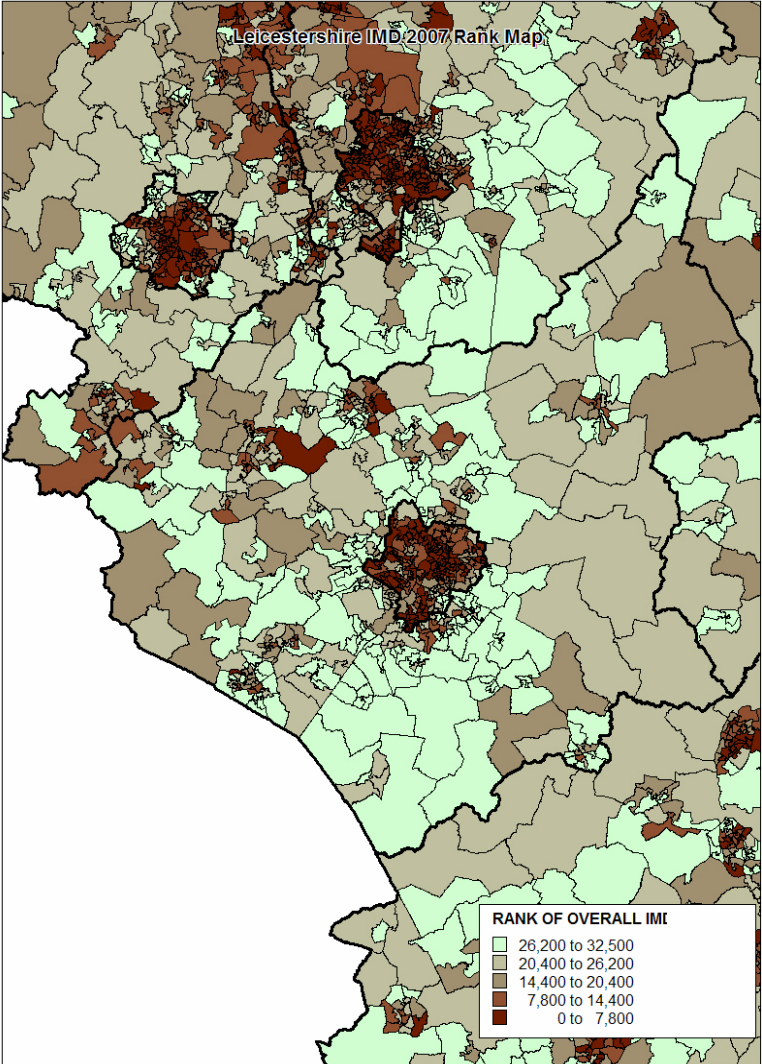 Leicestershire IMD 2007 Rank Map
RANK OF OVERALL IMD
26,200 to 32,500
20,400 to 26,200
14,400 to 20,400
7,800 to 14,400
0 to 7,800